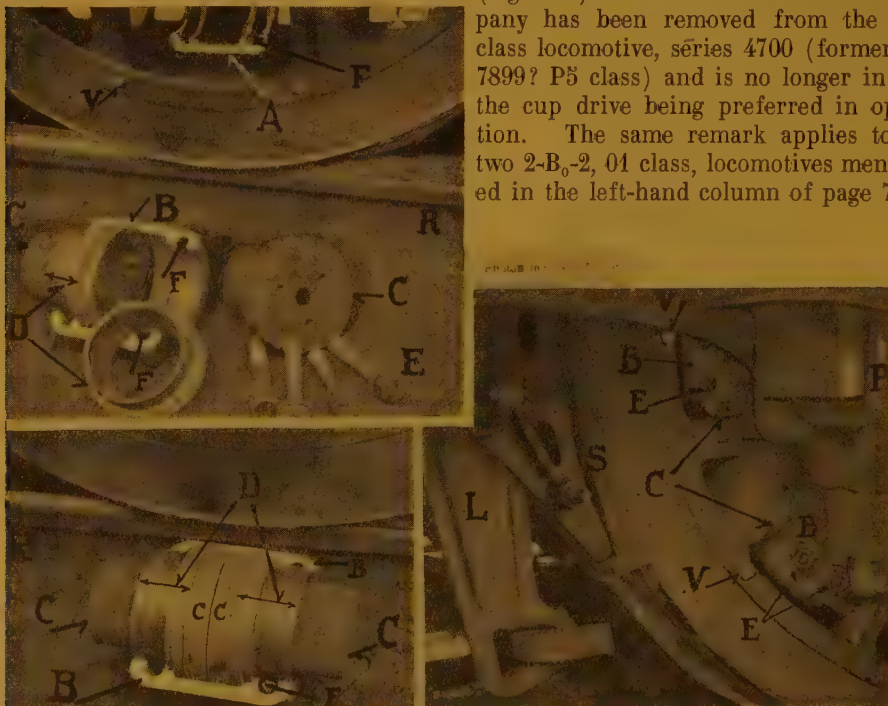 pany has been removed from the
class locomotive, series 4700 (former
7899? P5 class) and is no longer in
the cup drive being preferred in op
tion. The same remark applies to
two 2-B₀-2, 01 class, locomotives men
ed in the left-hand column of page 7
V
F
A
C
B
R
D
F
C
F
E
V
B
E
P
S
C
L
B
V
E
D
B
C
C C
C
B
F